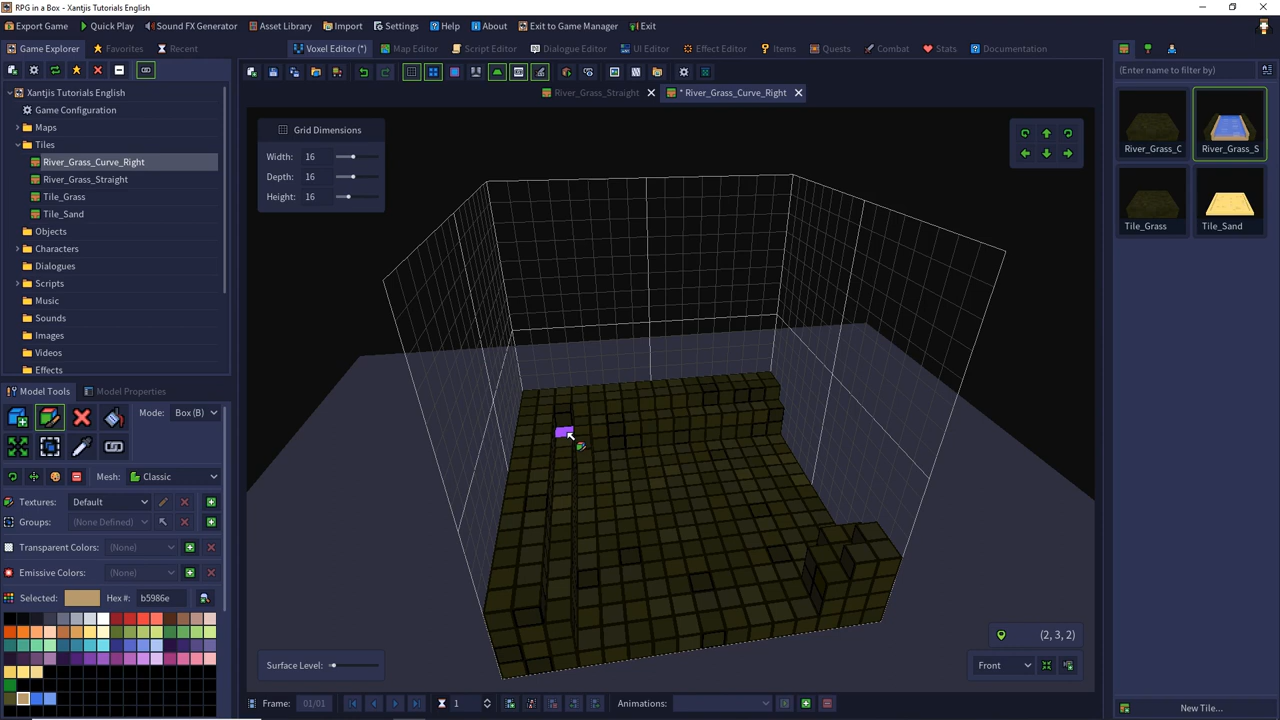 RPG in a Box - Xantjis Tutorials English
Export Game Quick Play Sound FX Generator Asset Library Import Settings Help About Exit to Game Manager Exit
Game Explorer Favorites Recent
Voxel Editor (*) Map Editor Script Editor Dialogue Editor UI Editor Effect Editor Items Quests Combat Stats Documentation
(Enter name to filter by)
River_Grass_Straight * River_Grass_Curve_Right
Xantjis Tutorials English
Game Configuration
Maps
Tiles
River_Grass_Curve_Right
River_Grass_Straight
Tile_Grass
Tile_Sand
Objects
Characters
Dialogues
Scripts
Music
Sounds
Images
Videos
Effects
Grid Dimensions
Width: 16
Depth: 16
Height: 16
River_Grass_C River_Grass_S
Tile_Grass Tile_Sand
Model Tools Model Properties
Mode: Box (B)
Mesh: Classic
Textures: Default
Groups: (None Defined)
Transparent Colors: (None)
Emissive Colors: (None)
Selected: Hex #: b5986e
(2, 3, 2)
Surface Level: Front
Frame: 01/01 1 Animations:
New Tile...